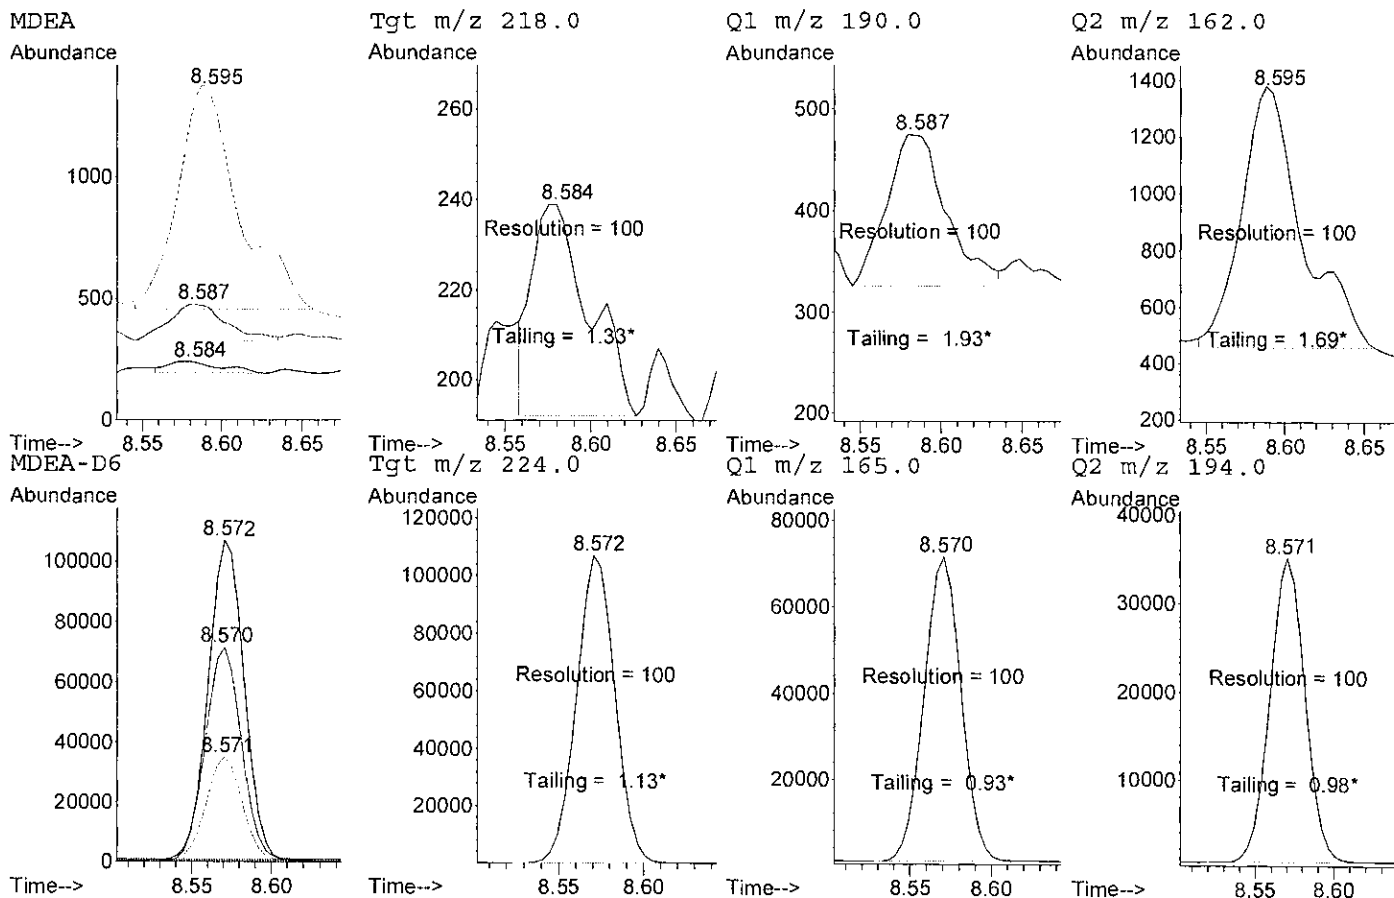 MDEA
Abundance
8.595
1000
8.587
500
8.584
0
Time-->
8.55
8.60
8.65
Tgt m/z 218.0
Abundance
260
8.584
240
Resolution = 100
220
Tailing = 1.33*
200
Time-->
8.55
8.60
8.65
Q1 m/z 190.0
Abundance
500
8.587
400
Resolution = 100
300
Tailing = 1.93*
200
Time-->
8.55
8.60
8.65
Q2 m/z 162.0
Abundance
1400
8.595
1200
1000
800
Resolution = 100
600
400
Tailing = 1.69*
200
Time-->
8.55
8.60
8.65
MDEA-D6
Abundance
8.572
100000
80000
8.570
60000
40000
8.571
20000
0
Time-->
8.55
8.60
Tgt m/z 224.0
Abundance
120000
8.572
100000
80000
Resolution = 100
60000
40000
Tailing = 1.13*
20000
Time-->
8.55
8.60
Q1 m/z 165.0
Abundance
80000
8.570
60000
Resolution = 100
40000
20000
Tailing = 0.93*
Time-->
8.55
8.60
Q2 m/z 194.0
Abundance
40000
8.571
30000
Resolution = 100
20000
10000
Tailing = 0.98*
Time-->
8.55
8.60